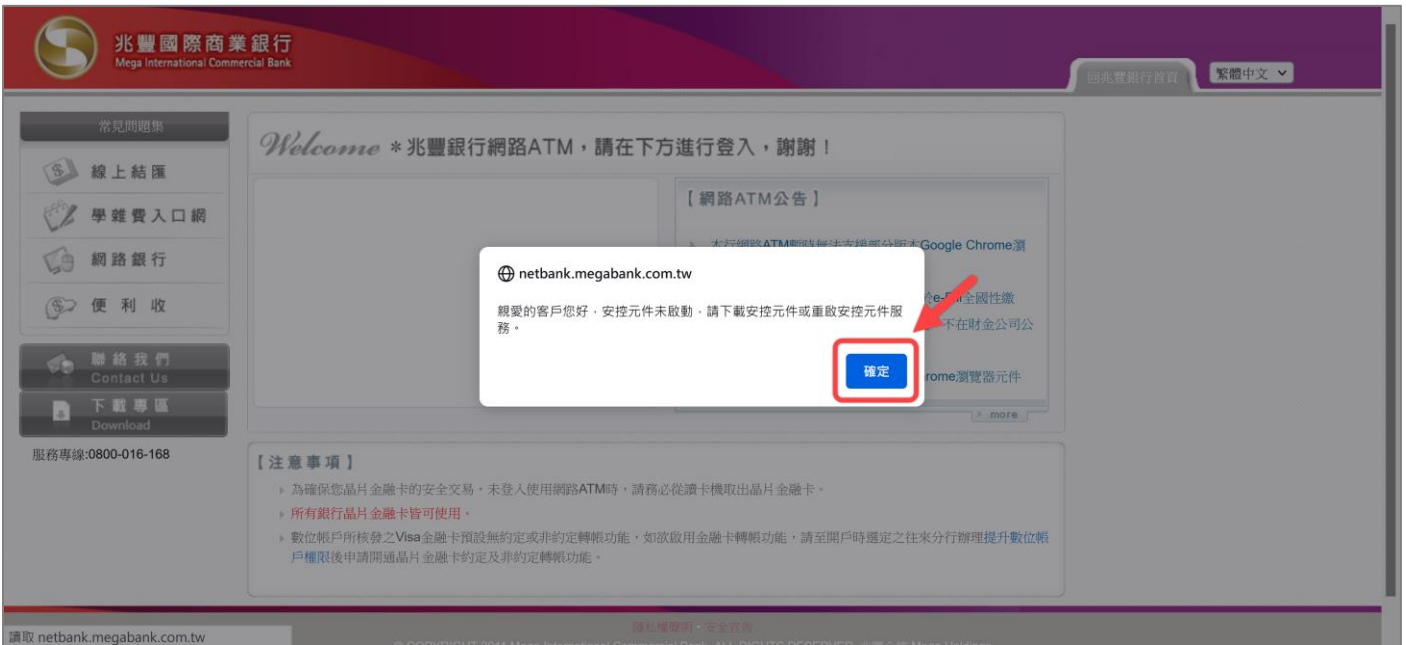 兆豐國際商業銀行
Mega International Commercial Bank
回兆豐銀行首頁
繁體中文
常見問題集
線上結匯
學雜費入口網
網路銀行
便利收
聯絡我們
Contact Us
下載專區
Download
服務專線:0800-016-168
Welcome *兆豐銀行網路ATM,請在下方進行登入,謝謝!
【網路ATM公告】
本行網路ATM暫時無法支援部分版本Google Chrome瀏
全國性繳
不在財金公司公
rome瀏覽器元件
more
netbank.megabank.com.tw
親愛的客戶您好,安控元件未啟動,請下載安控元件或重啟安控元件服
務。
確定
【注意事項】
為確保您晶片金融卡的安全交易,未登入使用網路ATM時,請務必從讀卡機取出晶片金融卡。
所有銀行晶片金融卡皆可使用。
數位帳戶所核發之Visa金融卡預設無約定或非約定轉帳功能,如欲啟用金融卡轉帳功能,請至開戶時選定之往來分行辦理提升數位帳
戶權限後申請開通晶片金融卡約定及非約定轉帳功能。
隱私權聲明‧安全宣告
讀取 netbank.megabank.com.tw